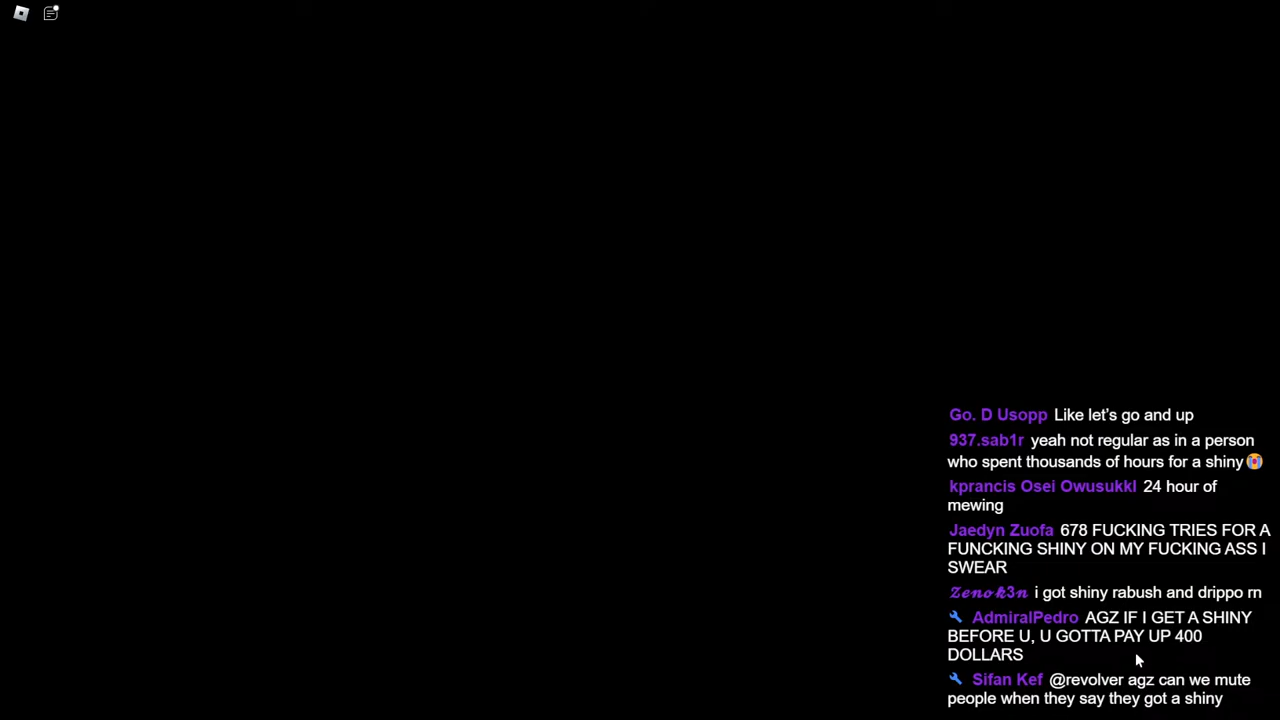 Go. D Usopp Like let's go and up
937.sab1r yeah not regular as in a person
who spent thousands of hours for a shiny😭
kprancis Osei Owusukkl 24 hour of
mewing
Jaedyn Zuofa 678 FUCKING TRIES FOR A
FUNCKING SHINY ON MY FUCKING ASS I
SWEAR
𝓩𝓮𝓷𝓸𝓴3𝓷 i got shiny rabush and drippo rn
AdmiralPedro AGZ IF I GET A SHINY
BEFORE U, U GOTTA PAY UP 400
DOLLARS
Sifan Kef @revolver agz can we mute
people when they say they got a shiny